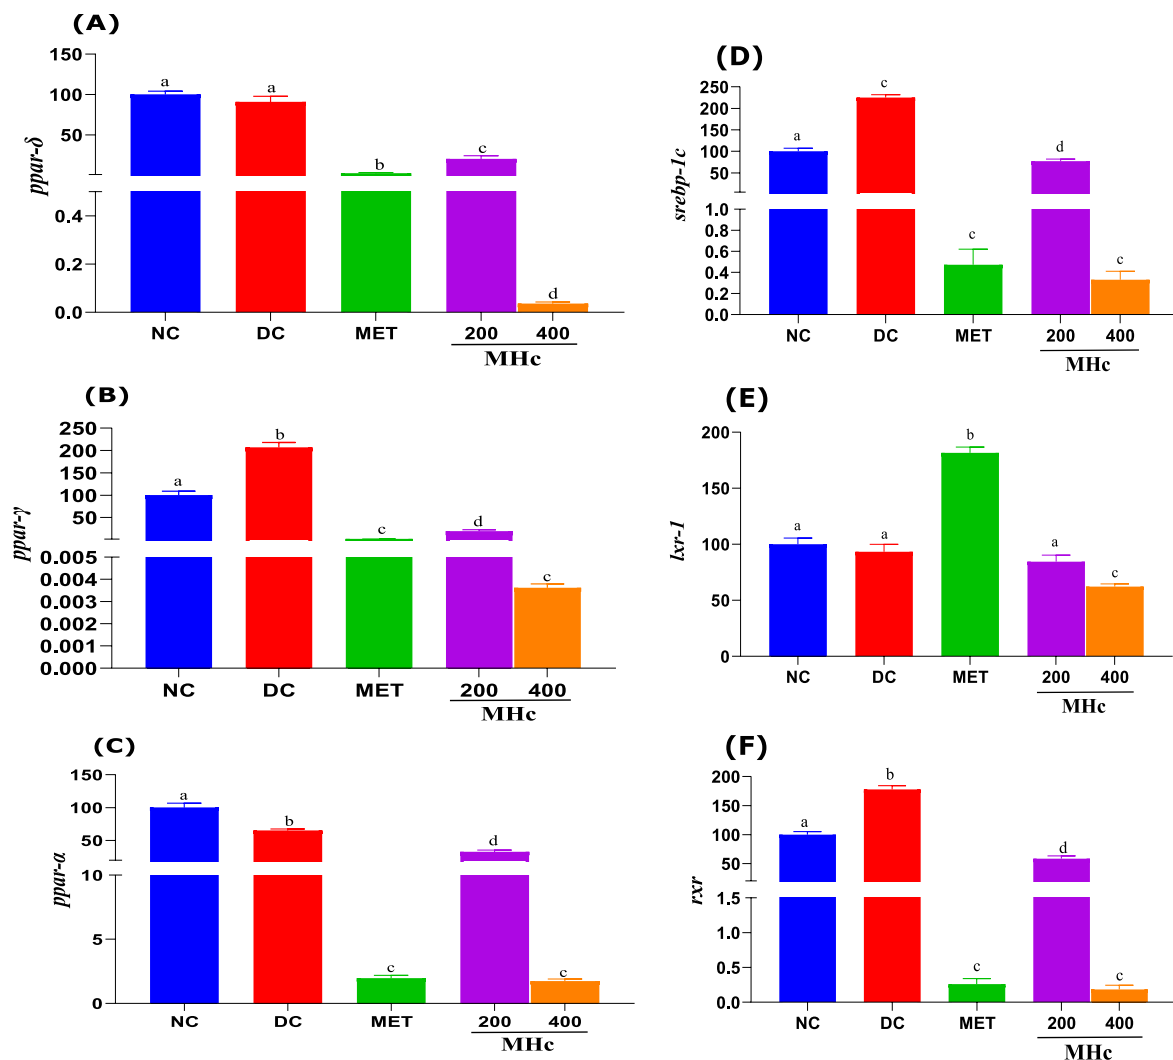 (A)
ppar-δ
100
50
0.4
0.2
0.0
a
a
b
c
d
NC DC MET 200 400
MHc
(B)
ppar-γ
250
200
150
100
50
0.005
0.004
0.003
0.002
0.001
0.000
a
b
c
d
c
NC DC MET 200 400
MHc
(C)
ppar-α
150
100
50
10
5
0
a
b
c
d
c
NC DC MET 200 400
MHc
(D)
srebp-1c
250
200
150
100
50
1.0
0.8
0.6
0.4
0.2
0.0
a
c
c
d
c
NC DC MET 200 400
MHc
(E)
lxr-1
200
150
100
50
0
a
a
b
a
c
NC DC MET 200 400
MHc
(F)
rxr
200
150
100
50
1.5
1.0
0.5
0.0
a
b
c
d
c
NC DC MET 200 400
MHc